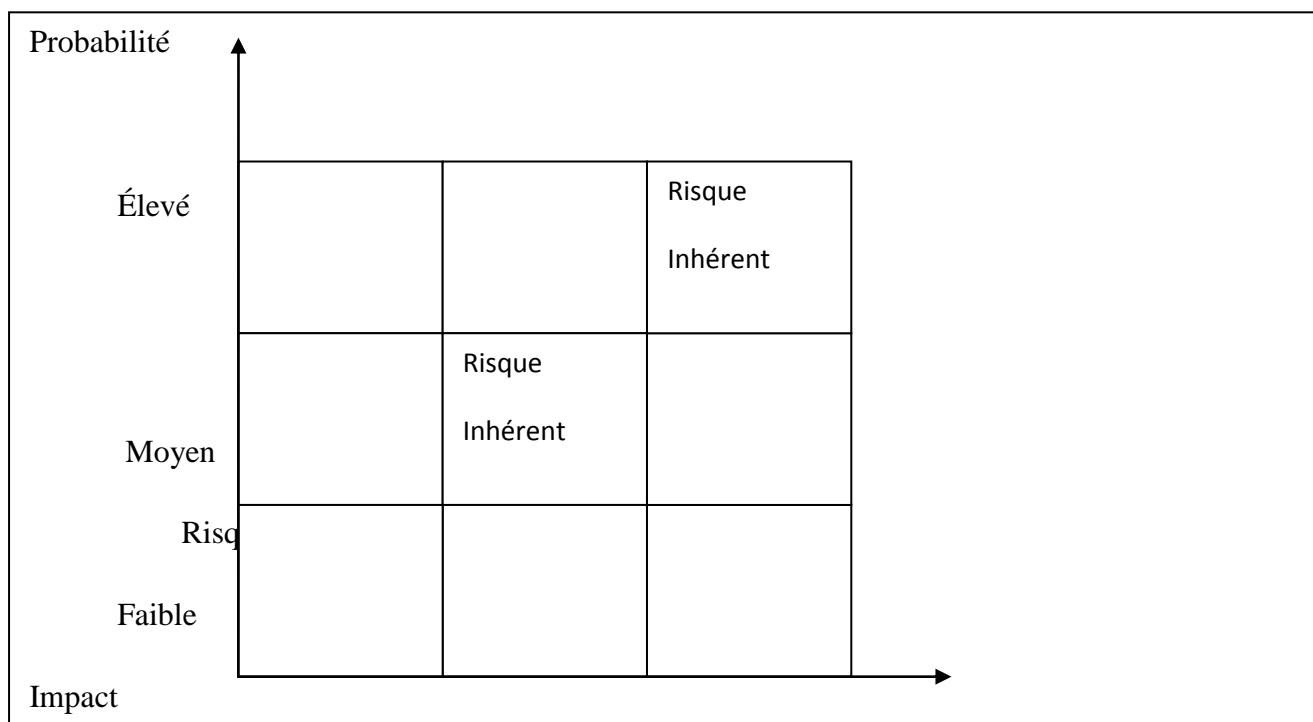 Probabilité
Élevé
Risque
Inhérent
Risque
Inhérent
Moyen
Risq
Faible
Impact